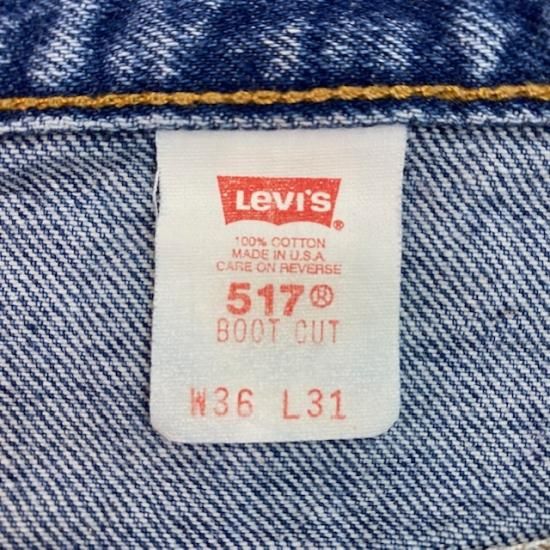 Levi's®
100% COTTON
MADE IN U.S.A.
CARE ON REVERSE
517®
BOOT CUT
W36 L31